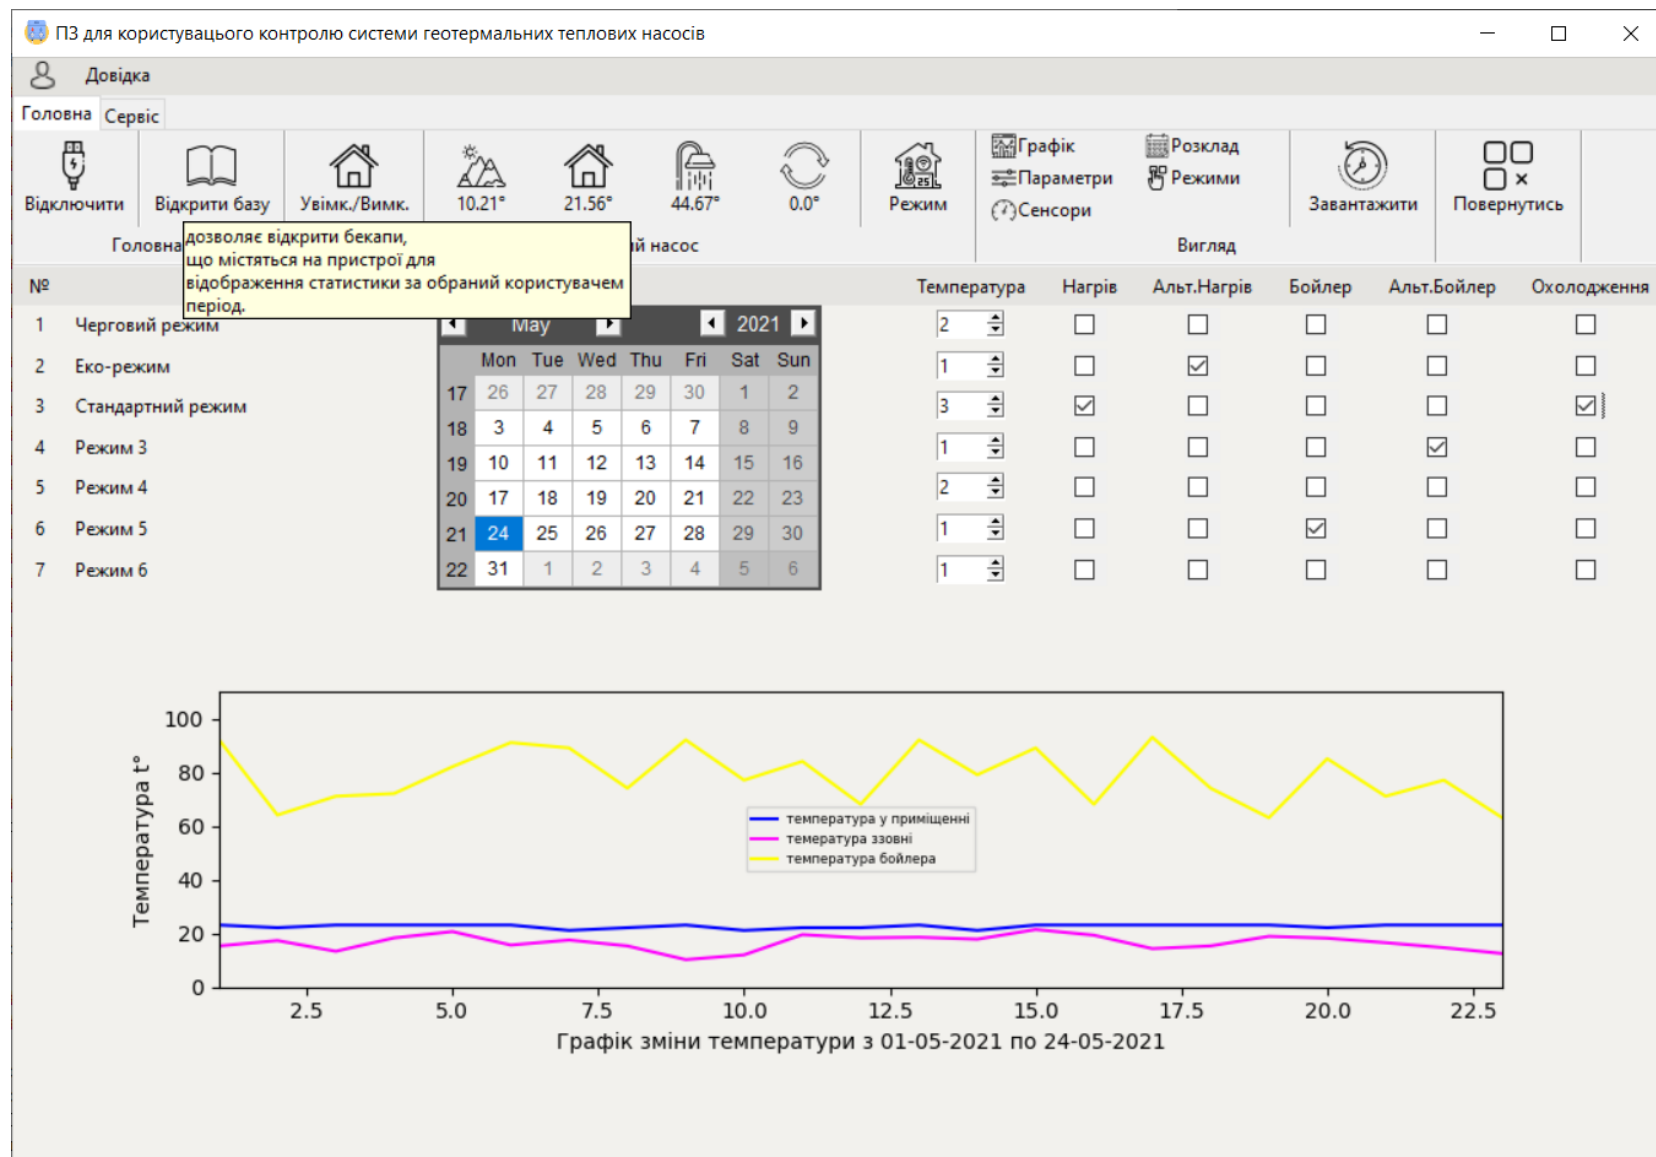 ПЗ для користувацього контролю системи геотермальних теплових насосів
Довідка
Головна Сервіс
Відключити Відкрити базу Увімк./Вимк. 10.21° 21.56° 44.67° 0.0° Режим
Графік Розклад
Параметри Режими
Сенсори
Завантажити Повернутись
насос Вигляд
дозволяє відкрити бекапи,
що містяться на пристрої для
відображення статистики за обраний користувачем
період.
№ Температура Нагрів Альт.Нагрів Бойлер Альт.Бойлер Охолодження
1 Черговий режим 2
2 Еко-режим 1
3 Стандартний режим 3
4 Режим 3 1
5 Режим 4 2
6 Режим 5 1
7 Режим 6 1
May 2021
Mon Tue Wed Thu Fri Sat Sun
17 26 27 28 29 30 1 2
18 3 4 5 6 7 8 9
19 10 11 12 13 14 15 16
20 17 18 19 20 21 22 23
21 24 25 26 27 28 29 30
22 31 1 2 3 4 5 6
Температура t°
100
80
60
40
20
0
температура у приміщенні
темература ззовні
температура бойлера
2.5 5.0 7.5 10.0 12.5 15.0 17.5 20.0 22.5
Графік зміни температури з 01-05-2021 по 24-05-2021